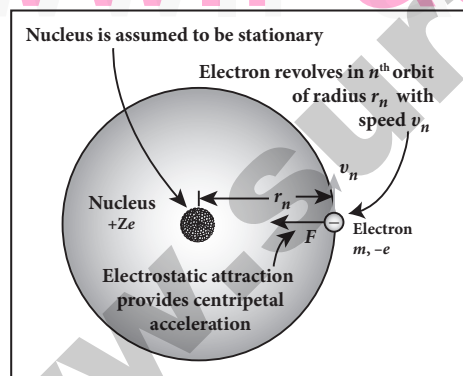 Nucleus is assumed to be stationary
Electron revolves in nᵗʰ orbit
of radius rₙ with
speed vₙ
vₙ
rₙ
Nucleus
+Ze
F
Electron
m, –e
–
Electrostatic attraction
provides centripetal
acceleration